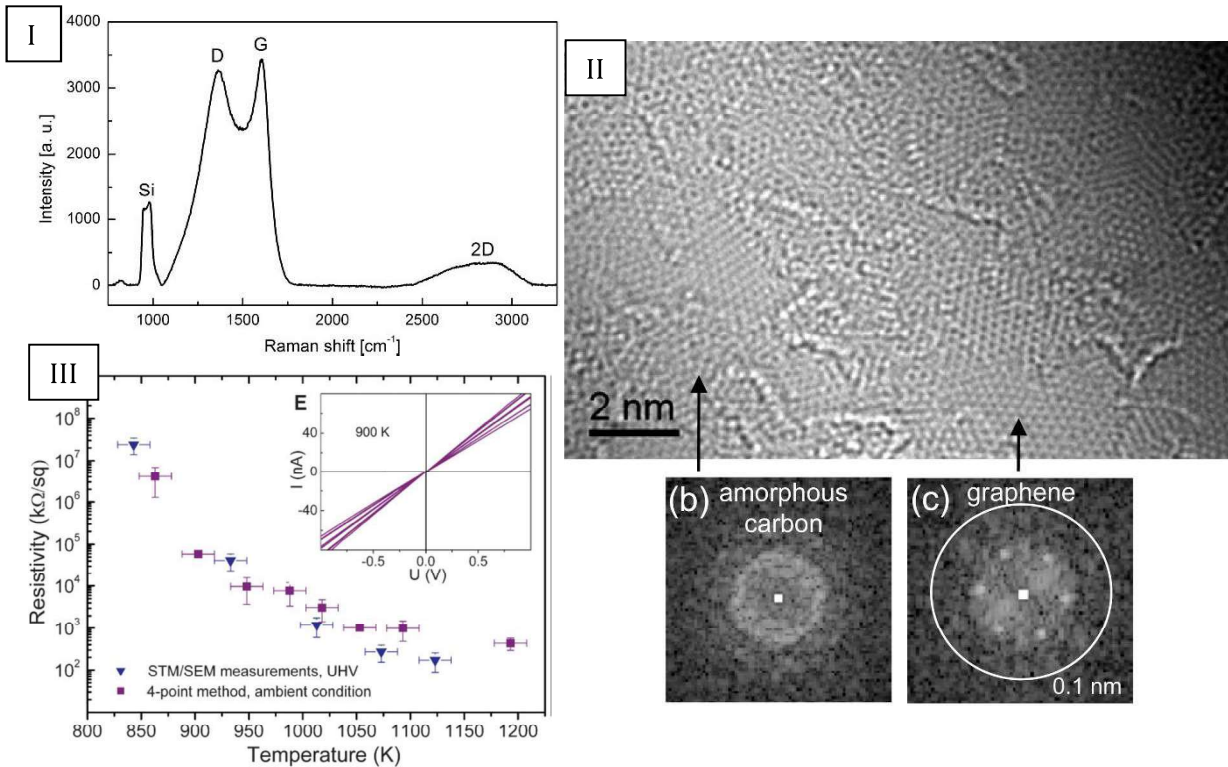 I
4000
3000
2000
1000
0
Intensity [a. u.]
Si
D
G
2D
1000
1500
2000
2500
3000
Raman shift [cm⁻¹]
II
2 nm
(b) amorphous
carbon
(c) graphene
0.1 nm
III
10⁸
10⁷
10⁶
10⁵
10⁴
10³
10²
Resistivity (kΩ/sq)
E
900 K
40
0
-40
I (nA)
-0.5
0.0
0.5
U (V)
STM/SEM measurements, UHV
4-point method, ambient condition
800
850
900
950
1000
1050
1100
1150
1200
Temperature (K)